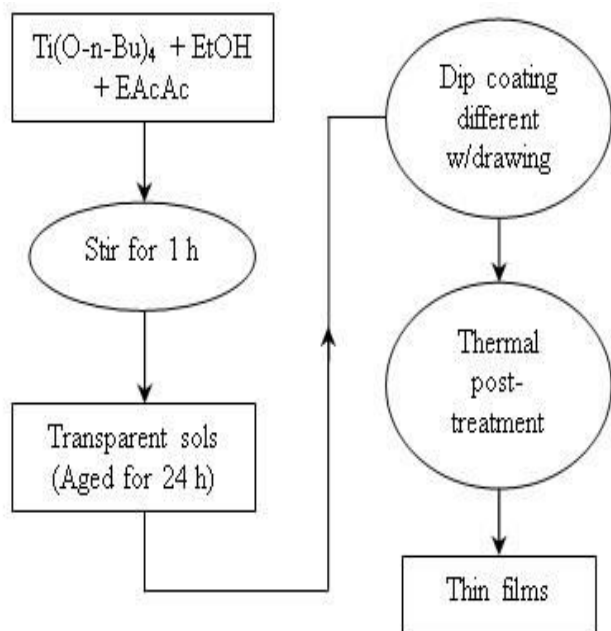 Ti(O-n-Bu)₄ + EtOH
+ EAcAc
Stir for 1 h
Transparent sols
(Aged for 24 h)
Dip coating
different
w/drawing
Thermal
post-
treatment
Thin films